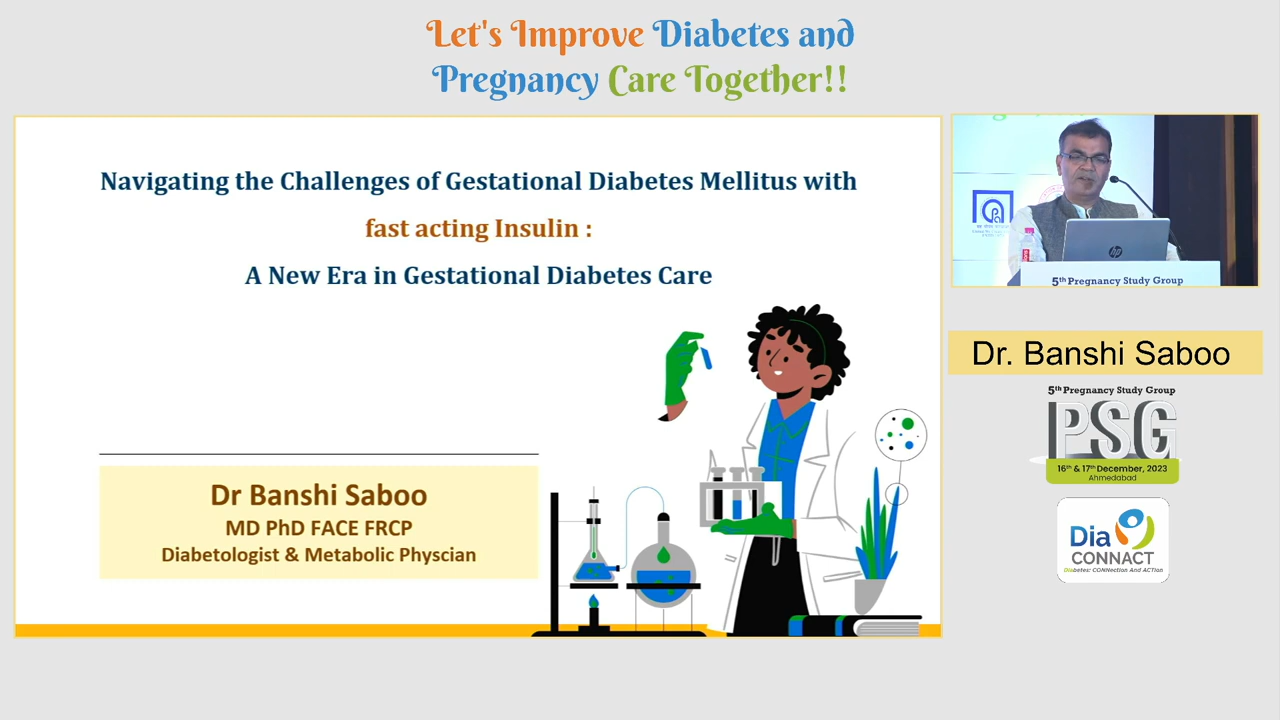 Let's Improve Diabetes and
Pregnancy Care Together!!
Navigating the Challenges of Gestational Diabetes Mellitus with
fast acting Insulin :
A New Era in Gestational Diabetes Care
Dr Banshi Saboo
MD PhD FACE FRCP
Diabetologist & Metabolic Physcian
hp
5th Pregnancy Study Group
Dr. Banshi Saboo
5th Pregnancy Study Group
PSG
16th & 17th December, 2023
Ahmedabad
Dia
CONNACT
Diabetes: CONNection And ACTion